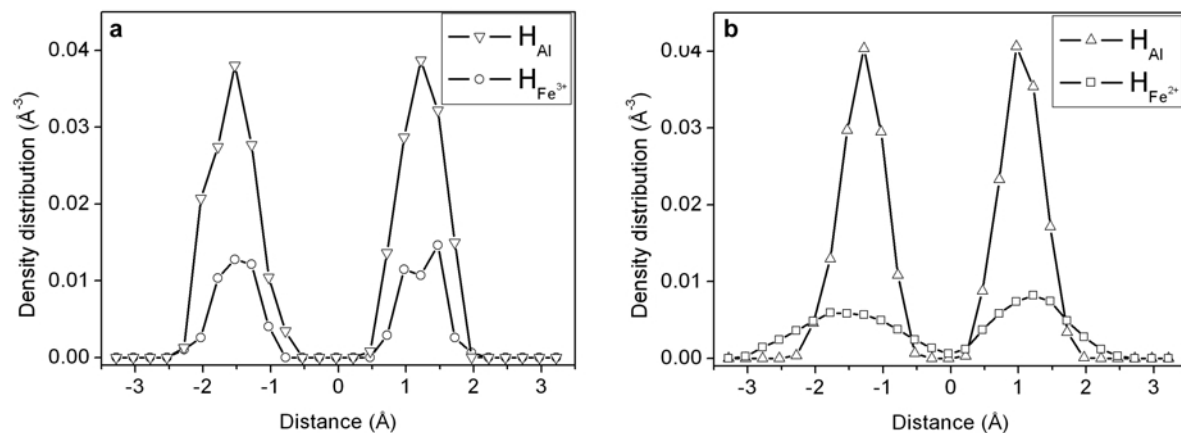 a
H_Al
H_Fe³⁺
0.04
0.03
0.02
0.01
0.00
Density distribution (Å⁻³)
-3 -2 -1 0 1 2 3
Distance (Å)
b
H_Al
H_Fe²⁺
0.04
0.03
0.02
0.01
0.00
Density distribution (Å⁻³)
-3 -2 -1 0 1 2 3
Distance (Å)